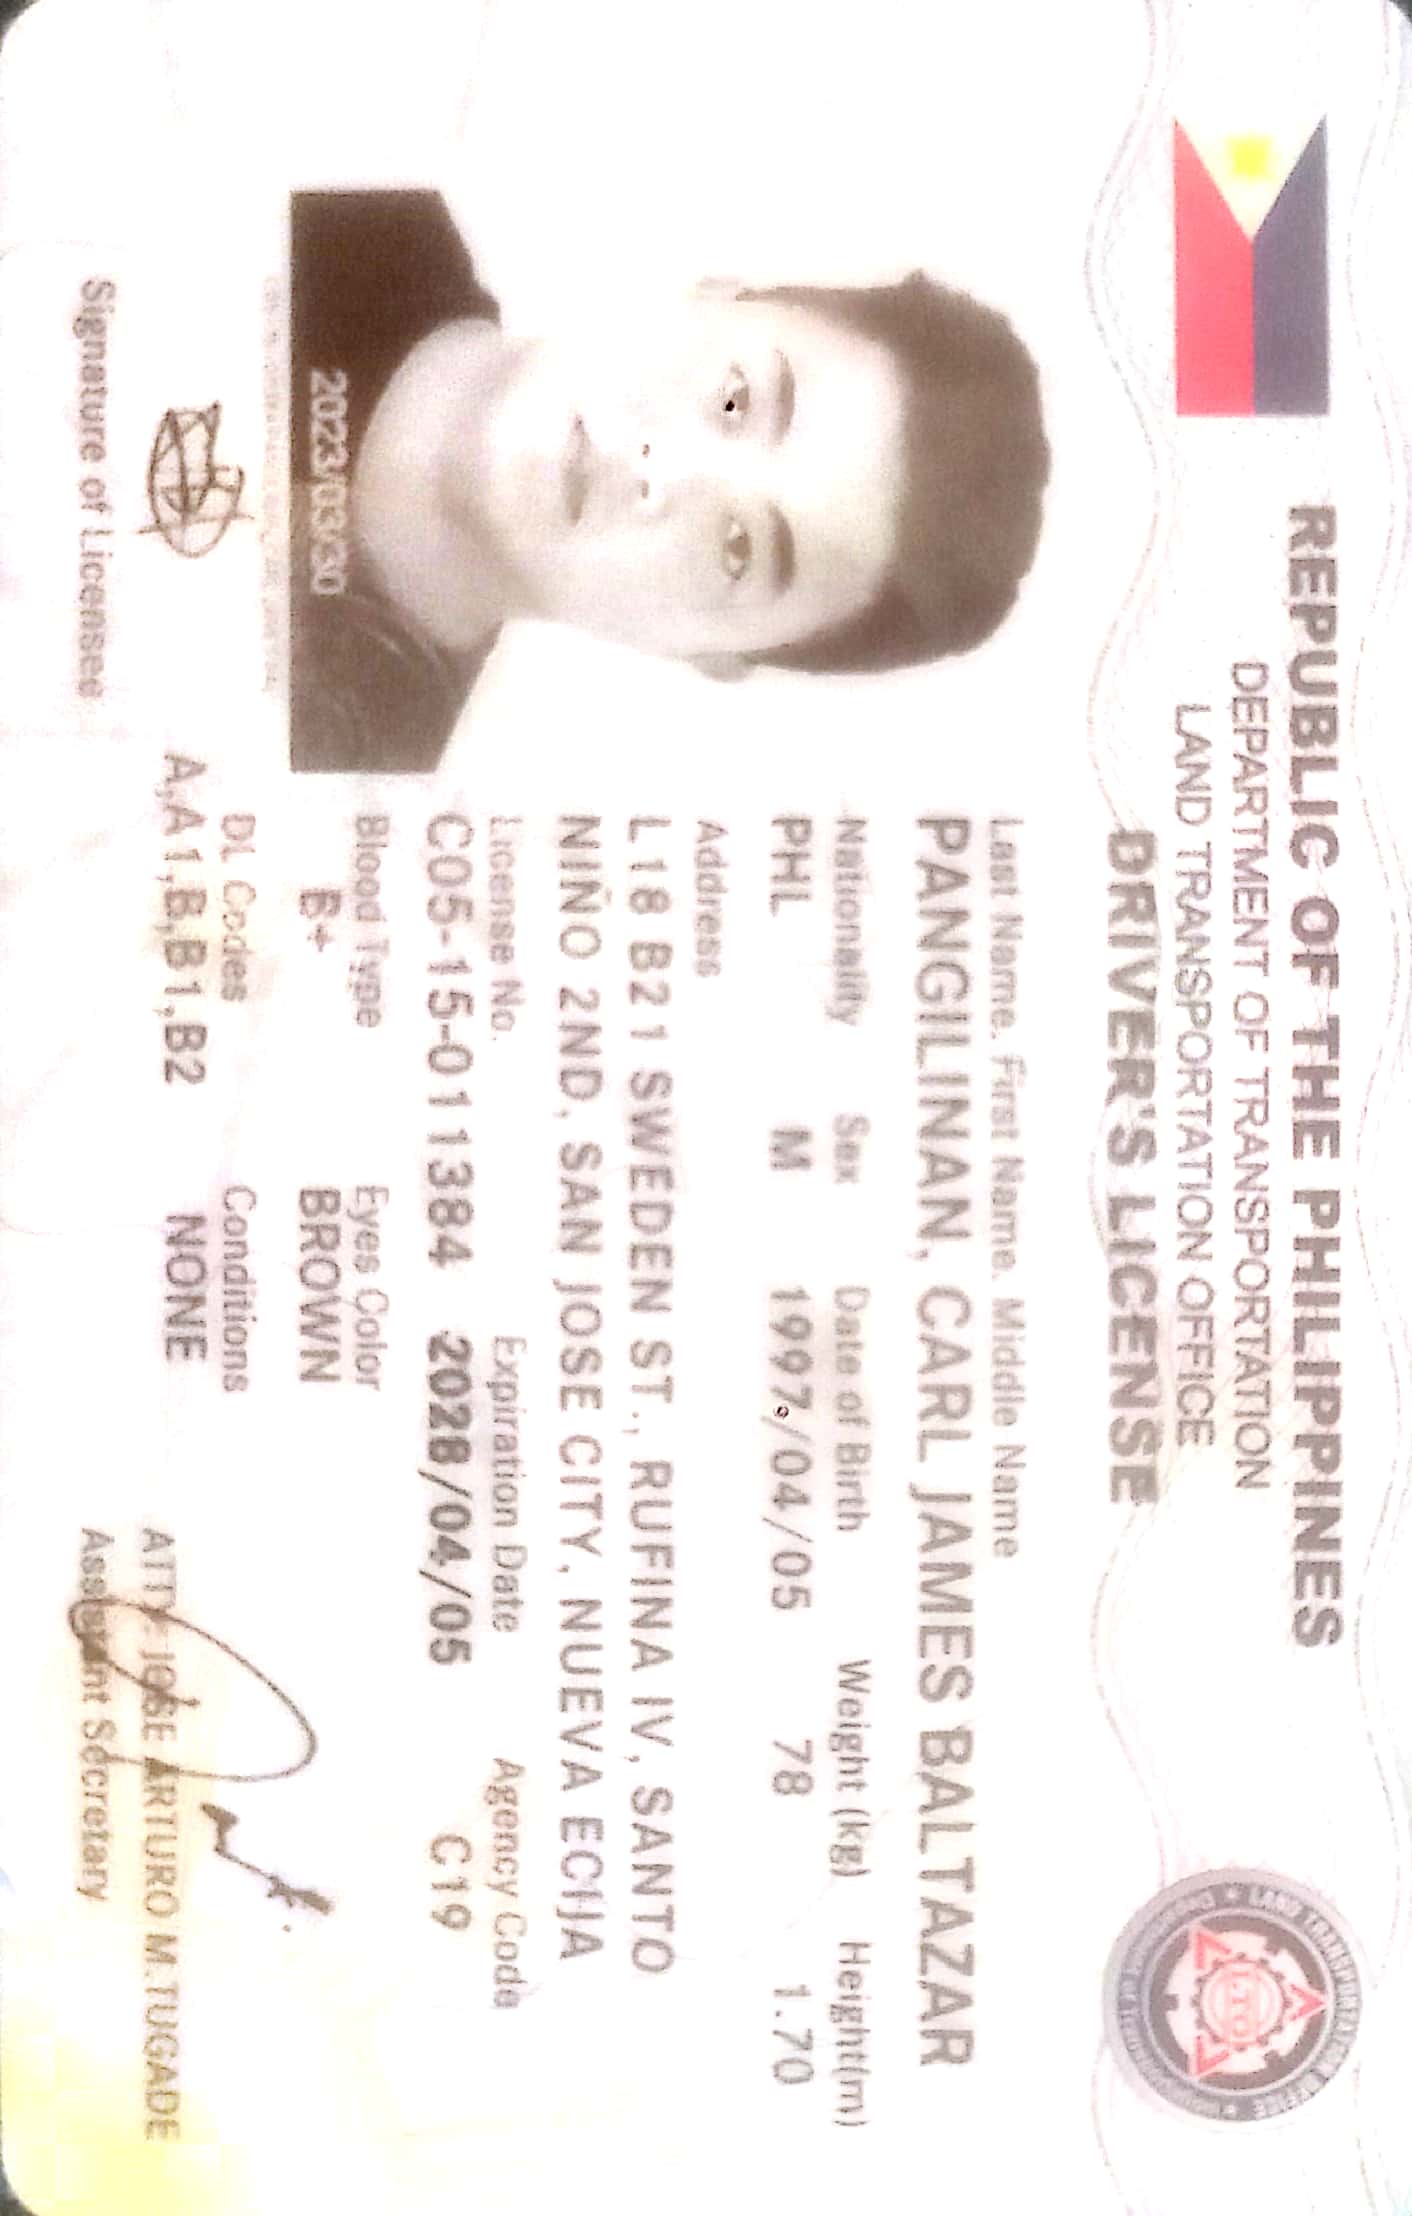 REPUBLIC OF THE PHILIPPINES
DEPARTMENT OF TRANSPORTATION
LAND TRANSPORTATION OFFICE
DRIVER'S LICENSE
LTO
Last Name. First Name. Middle Name
PANGILINAN, CARL JAMES BALTAZAR
Nationality Sex Date of Birth Weight (kg) Height(m)
PHL M 1997/04/05 78 1.70
Address
L18 B21 SWEDEN ST., RUFINA IV, SANTO
NIÑO 2ND, SAN JOSE CITY, NUEVA ECIJA
License No. Expiration Date Agency Code
C05-15-011384 2028/04/05 C19
Blood Type Eyes Color
B+ BROWN
DL Codes Conditions
A,A1,B,B1,B2 NONE
2023/03/30
Signature of Licensee
ATTY. JOSE ARTURO M. TUGADE
Assistant Secretary